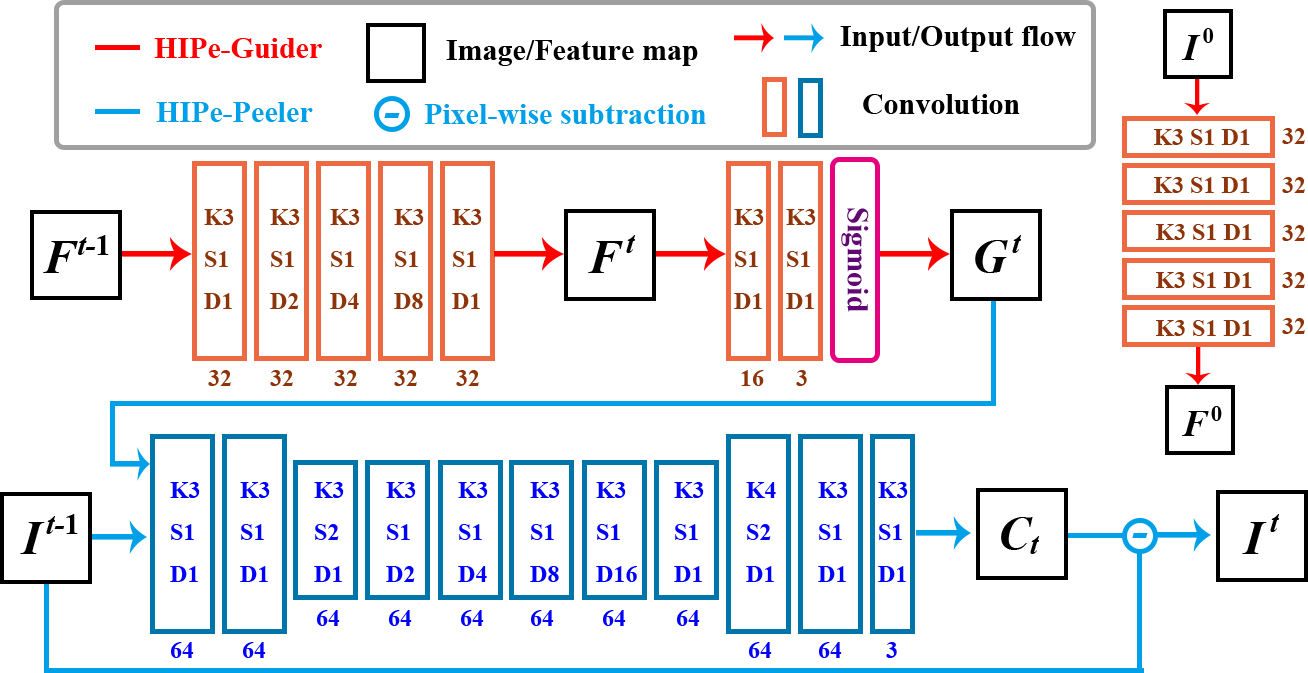 HIPe-Guider
Image/Feature map
Input/Output flow
HIPe-Peeler
Pixel-wise subtraction
Convolution
I^0
K3 S1 D1 32
K3 S1 D1 32
K3 S1 D1 32
K3 S1 D1 32
K3 S1 D1 32
F^0
F^t-1
K3 S1 D1 32
K3 S1 D2 32
K3 S1 D4 32
K3 S1 D8 32
K3 S1 D1 32
F^t
K3 S1 D1 16
K3 S1 D1 3
Sigmoid
G^t
I^t-1
K3 S1 D1 64
K3 S1 D1 64
K3 S2 D1 64
K3 S1 D2 64
K3 S1 D4 64
K3 S1 D8 64
K3 S1 D16 64
K3 S1 D1 64
K4 S2 D1 64
K3 S1 D1 64
K3 S1 D1 3
C_t
-
I^t